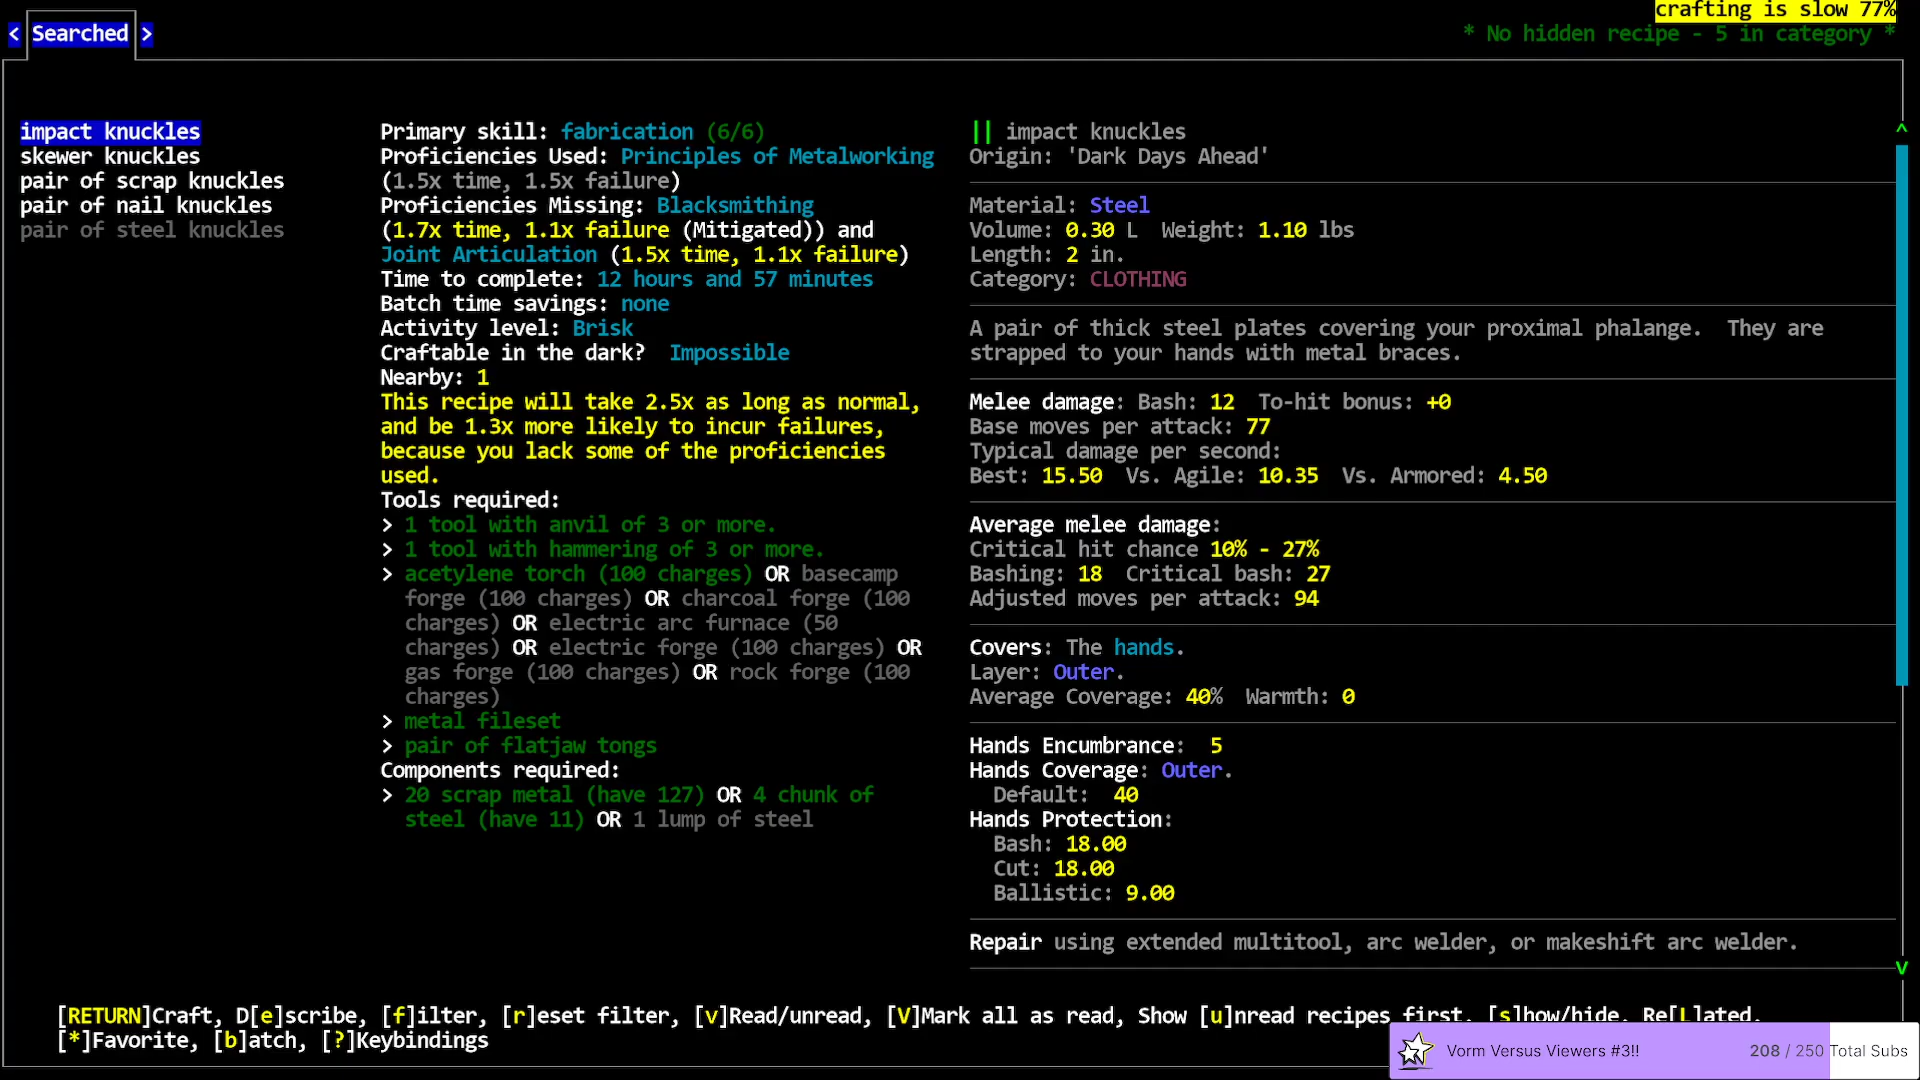 crafting is slow 77%
< Searched >
* No hidden recipe - 5 in category *
impact knuckles
skewer knuckles
pair of scrap knuckles
pair of nail knuckles
pair of steel knuckles
Primary skill: fabrication (6/6)
Proficiencies Used: Principles of Metalworking
(1.5x time, 1.5x failure)
Proficiencies Missing: Blacksmithing
(1.7x time, 1.1x failure (Mitigated)) and
Joint Articulation (1.5x time, 1.1x failure)
Time to complete: 12 hours and 57 minutes
Batch time savings: none
Activity level: Brisk
Craftable in the dark? Impossible
Nearby: 1
This recipe will take 2.5x as long as normal,
and be 1.3x more likely to incur failures,
because you lack some of the proficiencies
used.
Tools required:
> 1 tool with anvil of 3 or more.
> 1 tool with hammering of 3 or more.
> acetylene torch (100 charges) OR basecamp
forge (100 charges) OR charcoal forge (100
charges) OR electric arc furnace (50
charges) OR electric forge (100 charges) OR
gas forge (100 charges) OR rock forge (100
charges)
> metal fileset
> pair of flatjaw tongs
Components required:
> 20 scrap metal (have 127) OR 4 chunk of
steel (have 11) OR 1 lump of steel
|| impact knuckles
Origin: 'Dark Days Ahead'
Material: Steel
Volume: 0.30 L Weight: 1.10 lbs
Length: 2 in.
Category: CLOTHING
A pair of thick steel plates covering your proximal phalange. They are
strapped to your hands with metal braces.
Melee damage: Bash: 12 To-hit bonus: +0
Base moves per attack: 77
Typical damage per second:
Best: 15.50 Vs. Agile: 10.35 Vs. Armored: 4.50
Average melee damage:
Critical hit chance 10% - 27%
Bashing: 18 Critical bash: 27
Adjusted moves per attack: 94
Covers: The hands.
Layer: Outer.
Average Coverage: 40% Warmth: 0
Hands Encumbrance: 5
Hands Coverage: Outer.
Default: 40
Hands Protection:
Bash: 18.00
Cut: 18.00
Ballistic: 9.00
Repair using extended multitool, arc welder, or makeshift arc welder.
^
v
[RETURN]Craft, D[e]scribe, [f]ilter, [r]eset filter, [v]Read/unread, [V]Mark all as read, Show [u]nread recipes first, [s]how/hide, Re[L]ated,
[*]Favorite, [b]atch, [?]Keybindings
Vorm Versus Viewers #3!! 208 / 250 Total Subs